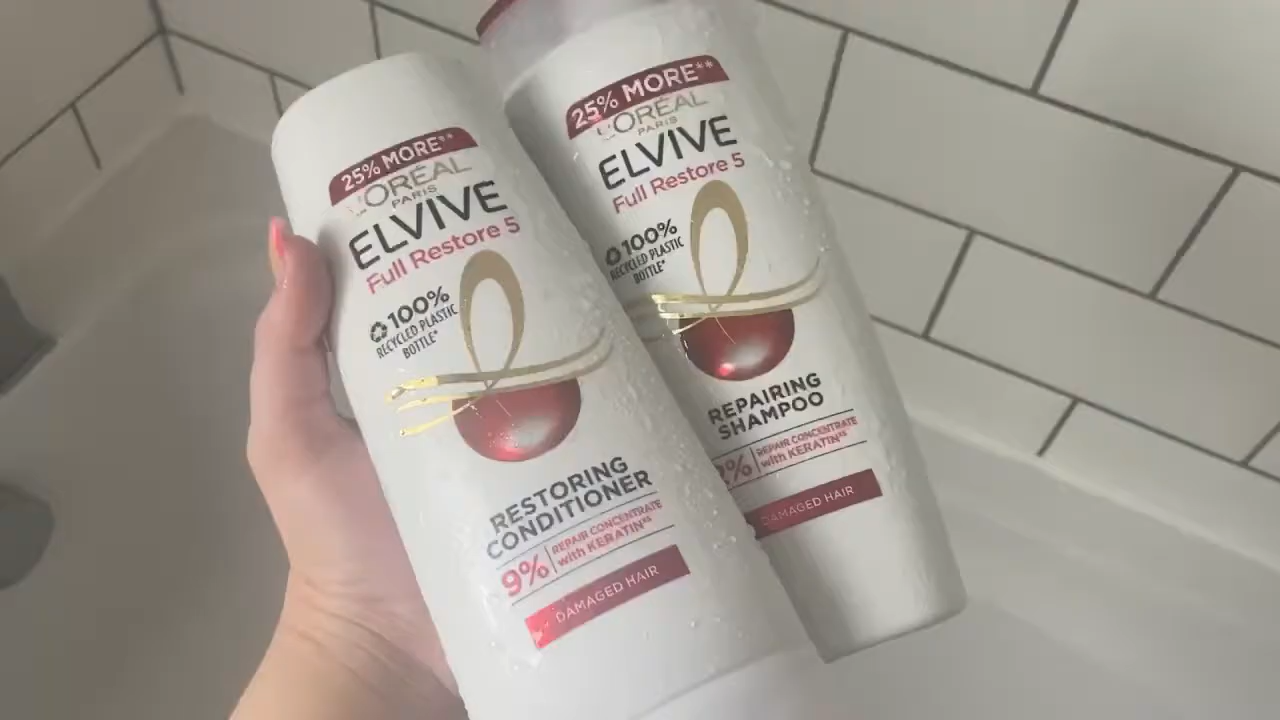 25% MORE**
L'ORÉAL
PARIS
ELVIVE
Full Restore 5
100%
RECYCLED PLASTIC
BOTTLE*
RESTORING
CONDITIONER
9%
REPAIR CONCENTRATE
with KERATIN
DAMAGED HAIR
25% MORE**
L'ORÉAL
PARIS
ELVIVE
Full Restore 5
100%
RECYCLED PLASTIC
BOTTLE*
REPAIRING
SHAMPOO
REPAIR CONCENTRATE
with KERATIN
DAMAGED HAIR